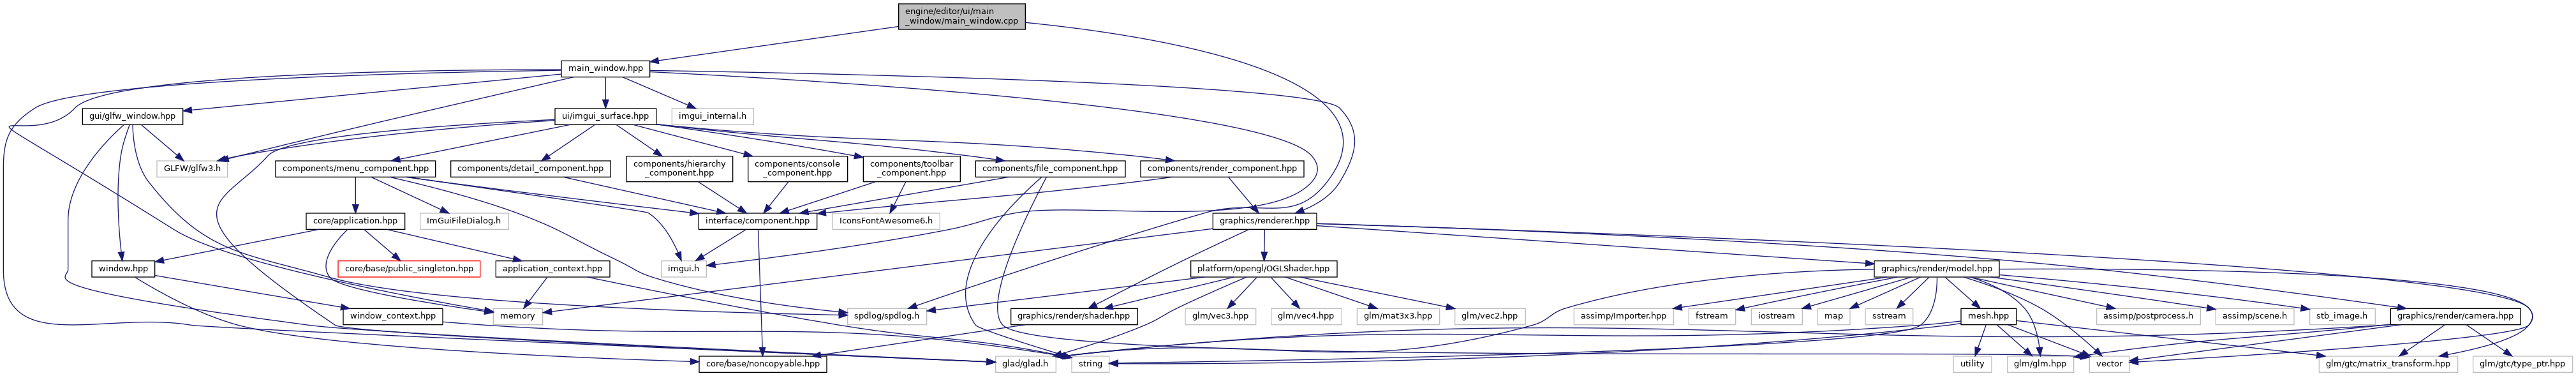 engine/editor/ui/main
_window/main_window.cpp
main_window.hpp
gui/glfw_window.hpp
ui/imgui_surface.hpp
imgui_internal.h
GLFW/glfw3.h
components/menu_component.hpp
components/detail_component.hpp
components/hierarchy
_component.hpp
components/console
_component.hpp
components/toolbar
_component.hpp
components/file_component.hpp
components/render_component.hpp
core/application.hpp
ImGuiFileDialog.h
interface/component.hpp
IconsFontAwesome6.h
graphics/renderer.hpp
window.hpp
core/base/public_singleton.hpp
application_context.hpp
imgui.h
platform/opengl/OGLShader.hpp
graphics/render/model.hpp
window_context.hpp
memory
spdlog/spdlog.h
graphics/render/shader.hpp
glm/vec3.hpp
glm/vec4.hpp
glm/mat3x3.hpp
glm/vec2.hpp
assimp/Importer.hpp
fstream
iostream
map
sstream
mesh.hpp
assimp/postprocess.h
assimp/scene.h
stb_image.h
graphics/render/camera.hpp
core/base/noncopyable.hpp
glad/glad.h
string
utility
glm/glm.hpp
vector
glm/gtc/matrix_transform.hpp
glm/gtc/type_ptr.hpp